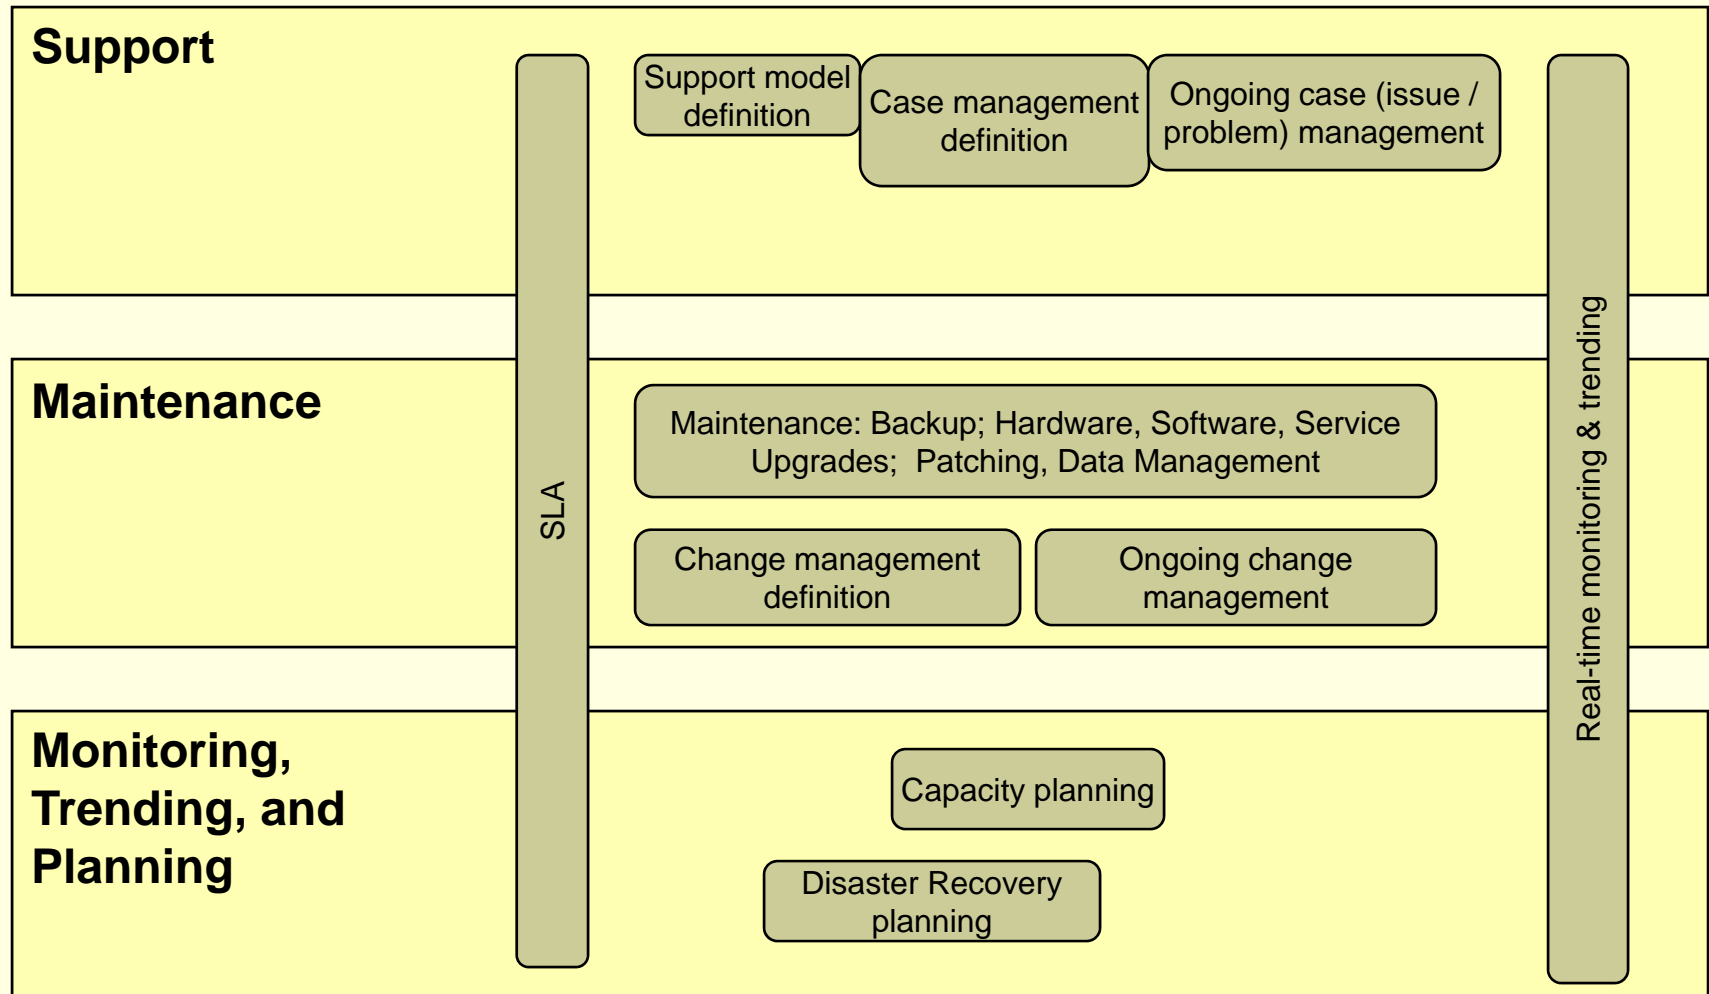 Support
Support model
definition
Case management
definition
Ongoing case (issue /
problem) management
SLA
Real-time monitoring & trending
Maintenance
Maintenance: Backup; Hardware, Software, Service
Upgrades;  Patching, Data Management
Change management
definition
Ongoing change
management
Monitoring,
Trending, and
Planning
Capacity planning
Disaster Recovery
planning